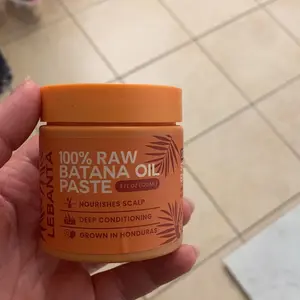 LEBANTA
100% RAW
BATANA OIL
PASTE
NOURISHES SCALP
DEEP CONDITIONING
GROWN IN HONDURAS